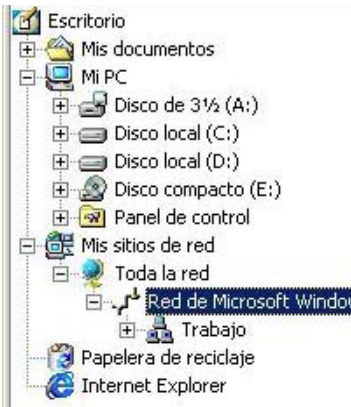 Escritorio
Mis documentos
Mi PC
Disco de 3½ (A:)
Disco local (C:)
Disco local (D:)
Disco compacto (E:)
Panel de control
Mis sitios de red
Toda la red
Red de Microsoft Windo
Trabajo
Papelera de reciclaje
Internet Explorer